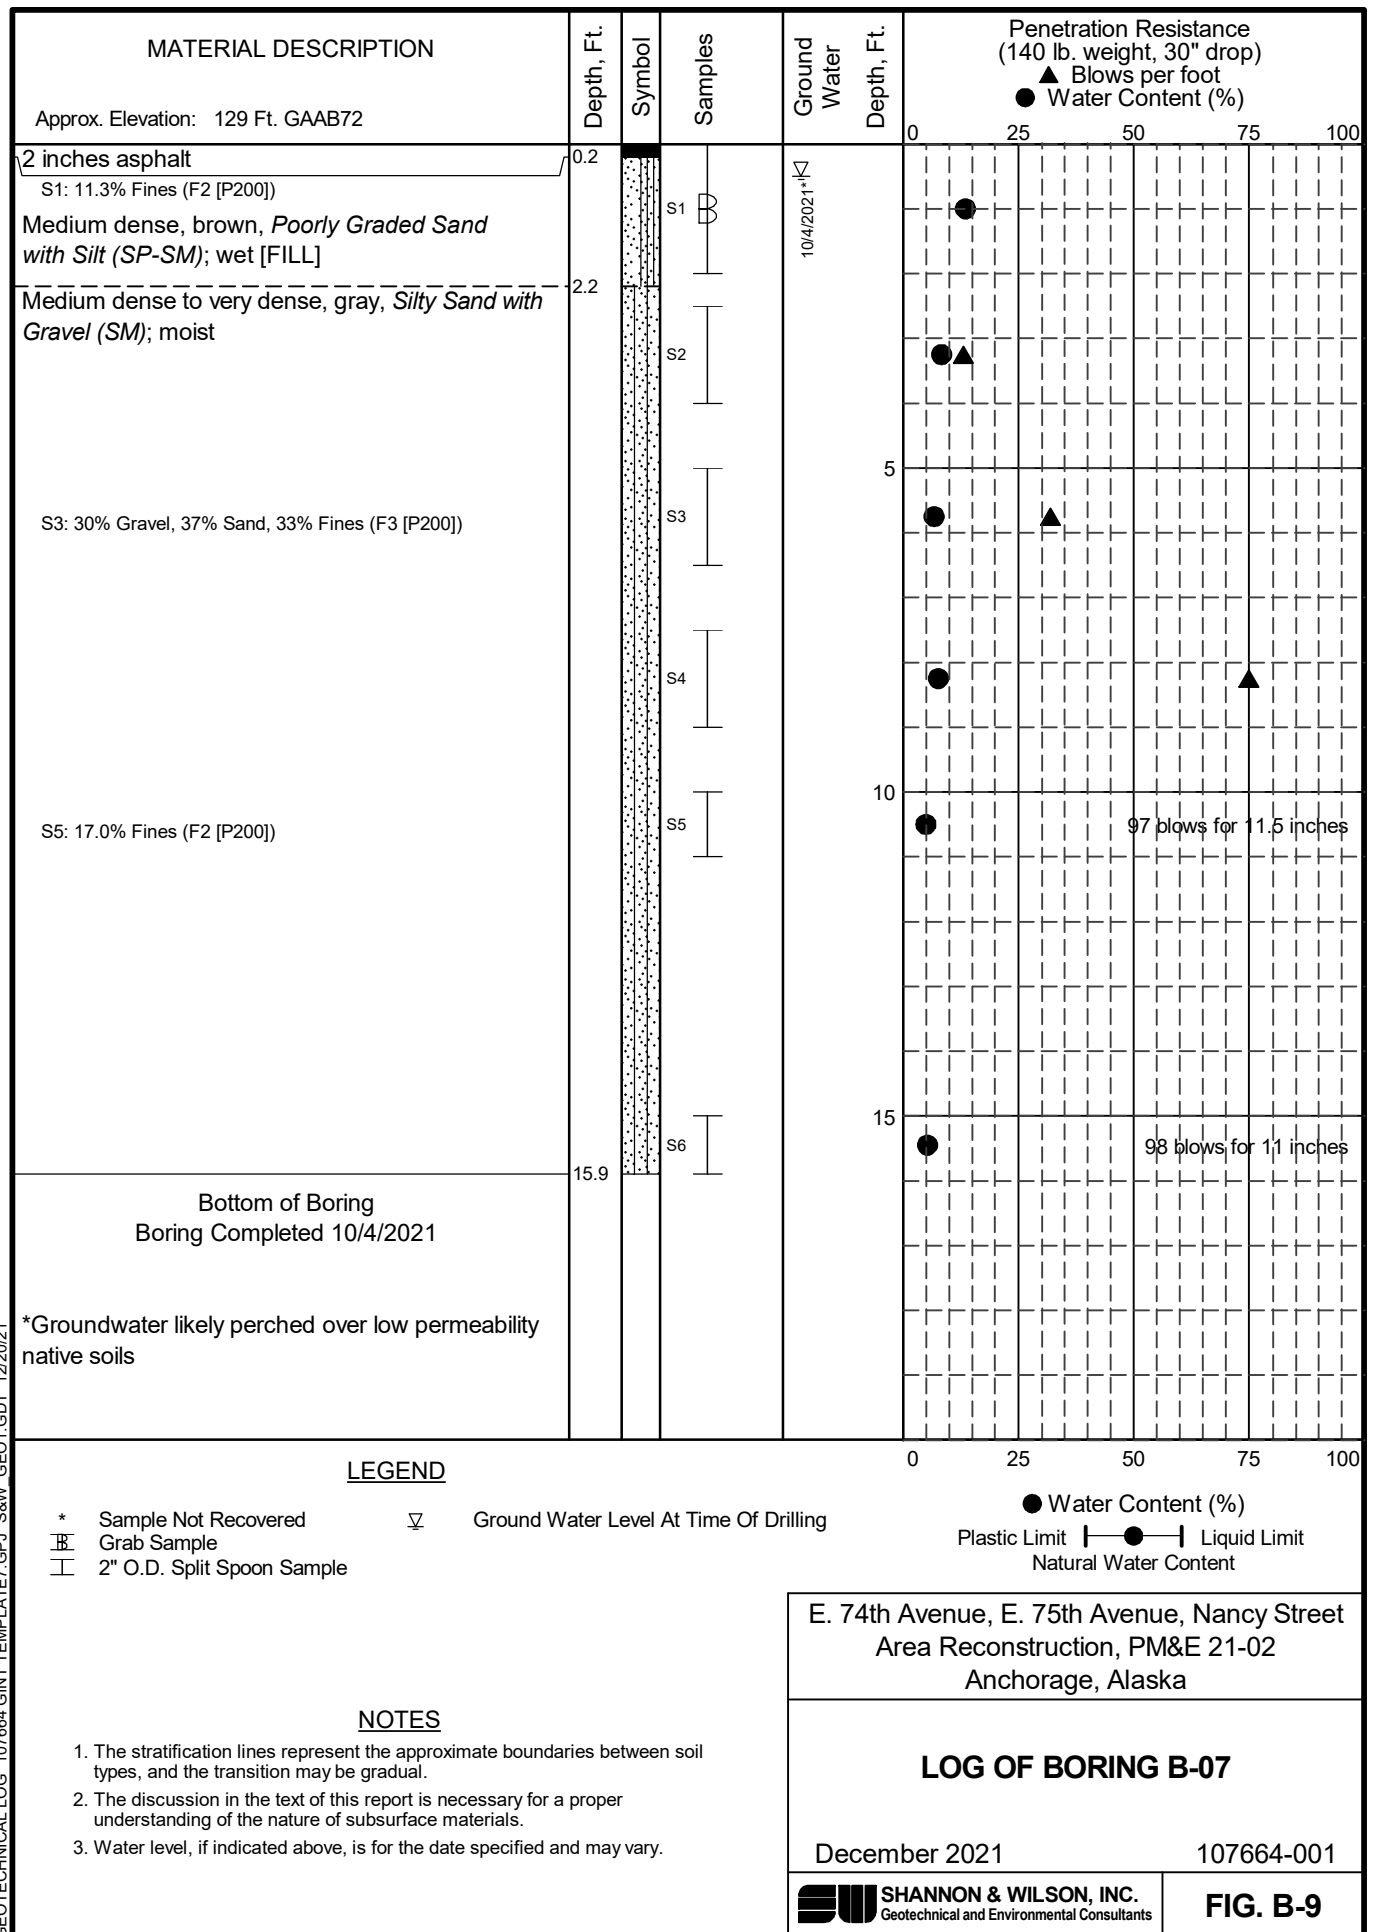 MATERIAL DESCRIPTION
Approx. Elevation: 129 Ft. GAAB72
Depth, Ft.
Symbol
Samples
Ground
Water
Depth, Ft.
Penetration Resistance
(140 lb. weight, 30" drop)
▲ Blows per foot
● Water Content (%)
0 25 50 75 100
2 inches asphalt
0.2
S1: 11.3% Fines (F2 [P200])
Medium dense, brown, Poorly Graded Sand
with Silt (SP-SM); wet [FILL]
S1
B
10/4/2021*
2.2
Medium dense to very dense, gray, Silty Sand with
Gravel (SM); moist
S2
5
S3: 30% Gravel, 37% Sand, 33% Fines (F3 [P200])
S3
S4
10
S5: 17.0% Fines (F2 [P200])
S5
97 blows for 11.5 inches
15
S6
98 blows for 11 inches
15.9
Bottom of Boring
Boring Completed 10/4/2021
*Groundwater likely perched over low permeability
native soils
0 25 50 75 100
LEGEND
* Sample Not Recovered
B Grab Sample
2" O.D. Split Spoon Sample
Ground Water Level At Time Of Drilling
● Water Content (%)
Plastic Limit Liquid Limit
Natural Water Content
NOTES
1. The stratification lines represent the approximate boundaries between soil
types, and the transition may be gradual.
2. The discussion in the text of this report is necessary for a proper
understanding of the nature of subsurface materials.
3. Water level, if indicated above, is for the date specified and may vary.
E. 74th Avenue, E. 75th Avenue, Nancy Street
Area Reconstruction, PM&E 21-02
Anchorage, Alaska
LOG OF BORING B-07
December 2021 107664-001
SHANNON & WILSON, INC.
Geotechnical and Environmental Consultants
FIG. B-9
GEOTECHNICAL LOG 107664 GINT TEMPLATE7.GPJ S&W_GEO1.GDT 12/20/21